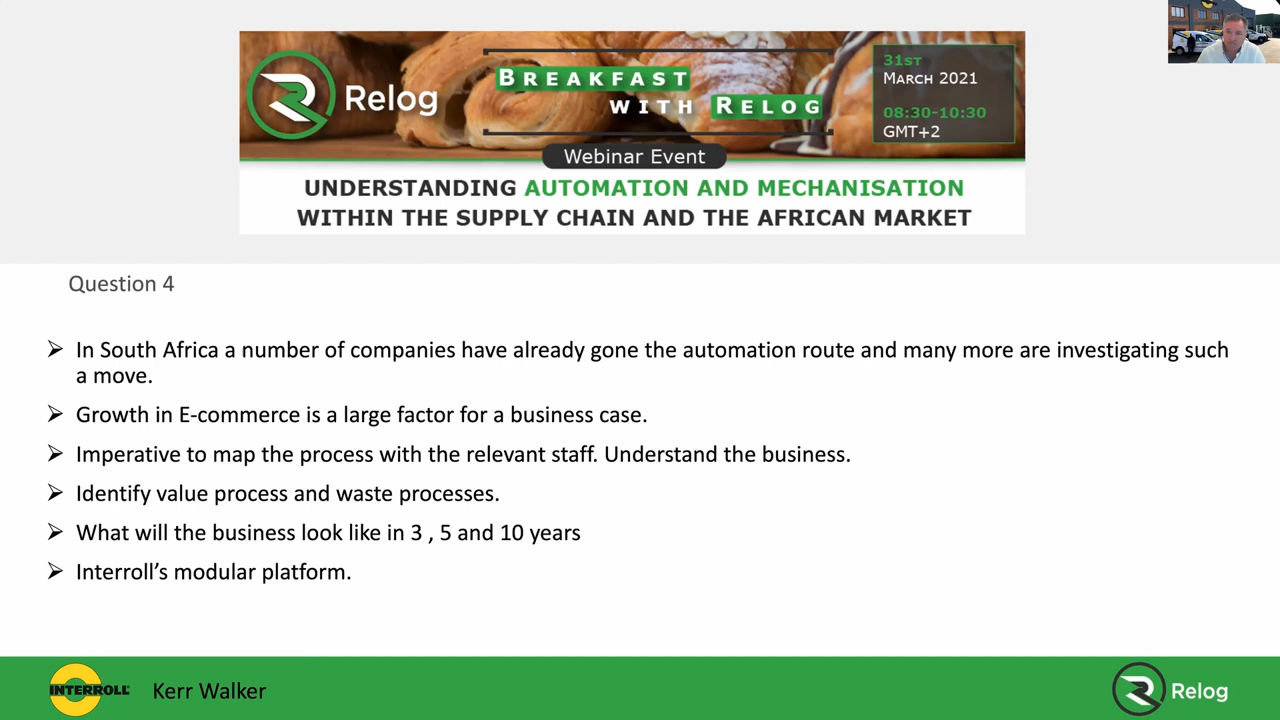 Relog
BREAKFAST
WITH RELOG
31ST
MARCH 2021
08:30-10:30
GMT+2
Webinar Event
UNDERSTANDING AUTOMATION AND MECHANISATION
WITHIN THE SUPPLY CHAIN AND THE AFRICAN MARKET
Question 4
➢ In South Africa a number of companies have already gone the automation route and many more are investigating such
a move.
➢ Growth in E-commerce is a large factor for a business case.
➢ Imperative to map the process with the relevant staff. Understand the business.
➢ Identify value process and waste processes.
➢ What will the business look like in 3 , 5 and 10 years
➢ Interroll’s modular platform.
INTERROLL
Kerr Walker
Relog